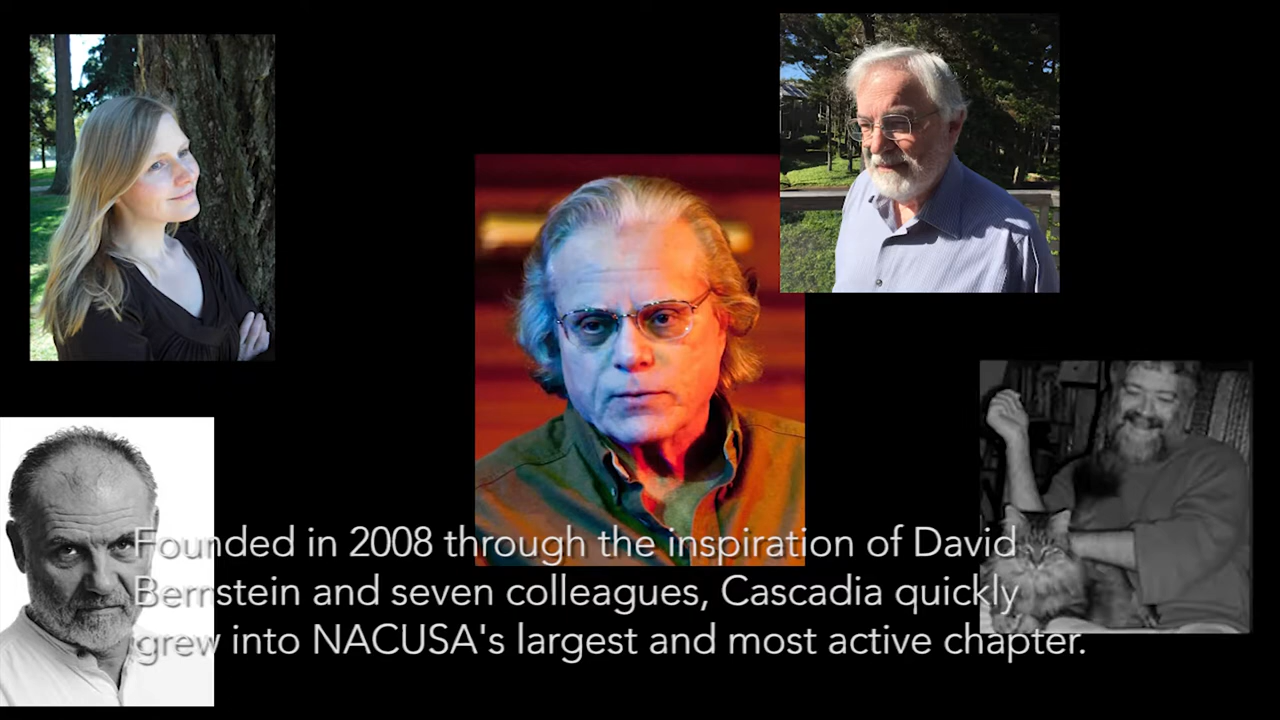 Founded in 2008 through the inspiration of David
Bernstein and seven colleagues, Cascadia quickly
grew into NACUSA's largest and most active chapter.